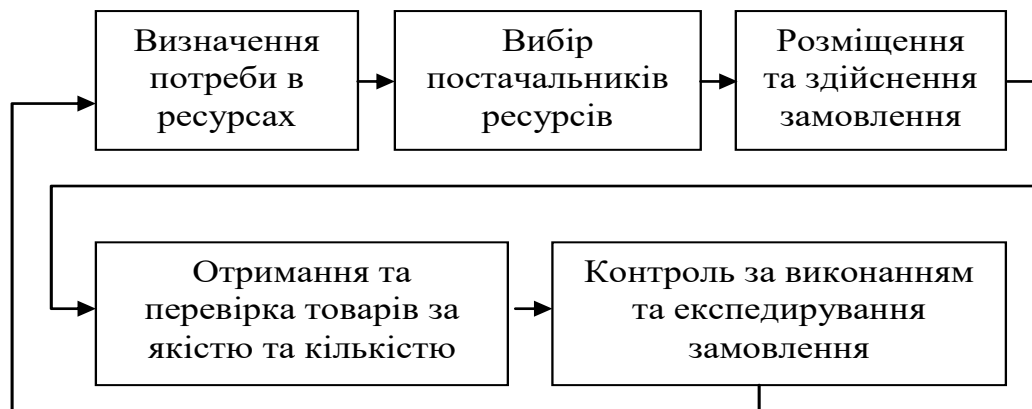 Визначення
потреби в
ресурсах
Вибір
постачальників
ресурсів
Розміщення
та здійснення
замовлення
Отримання та
перевірка товарів за
якістю та кількістю
Контроль за виконанням
та експедирування
замовлення